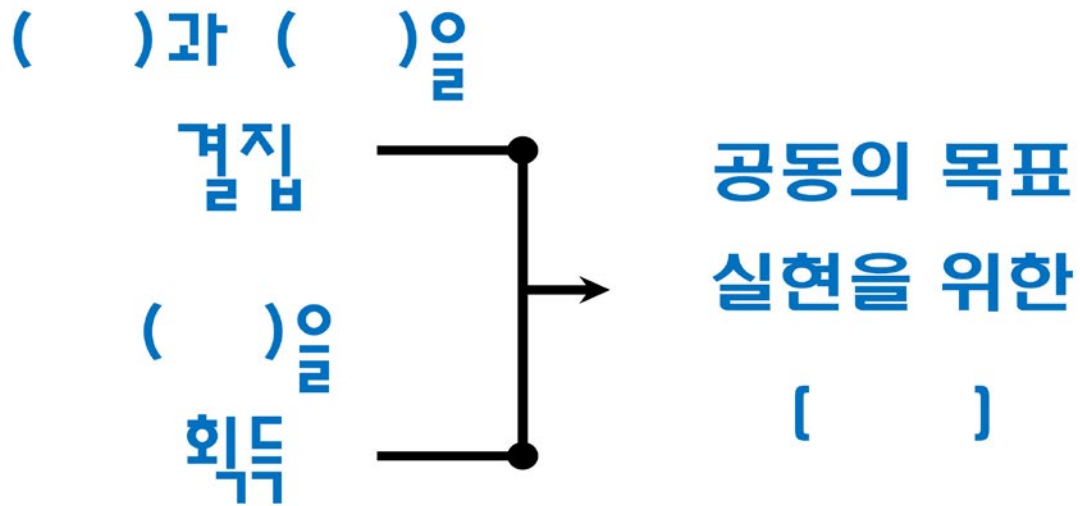 (    )과 (    )을
결집
(    )을
획득
공동의 목표
실현을 위한
[    ]